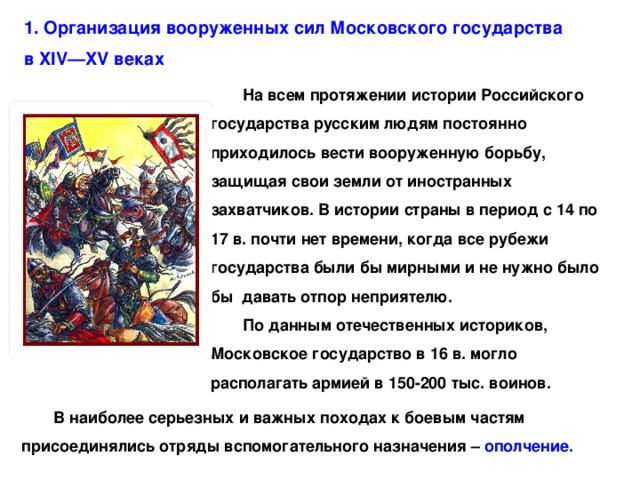 1. Организация вооруженных сил Московского государства
в XIV—XV веках
На всем протяжении истории Российского
государства русским людям постоянно
приходилось вести вооруженную борьбу,
защищая свои земли от иностранных
захватчиков. В истории страны в период с 14 по
17 в. почти нет времени, когда все рубежи
государства были бы мирными и не нужно было
бы давать отпор неприятелю.
По данным отечественных историков,
Московское государство в 16 в. могло
располагать армией в 150-200 тыс. воинов.
В наиболее серьезных и важных походах к боевым частям
присоединялись отряды вспомогательного назначения – ополчение.